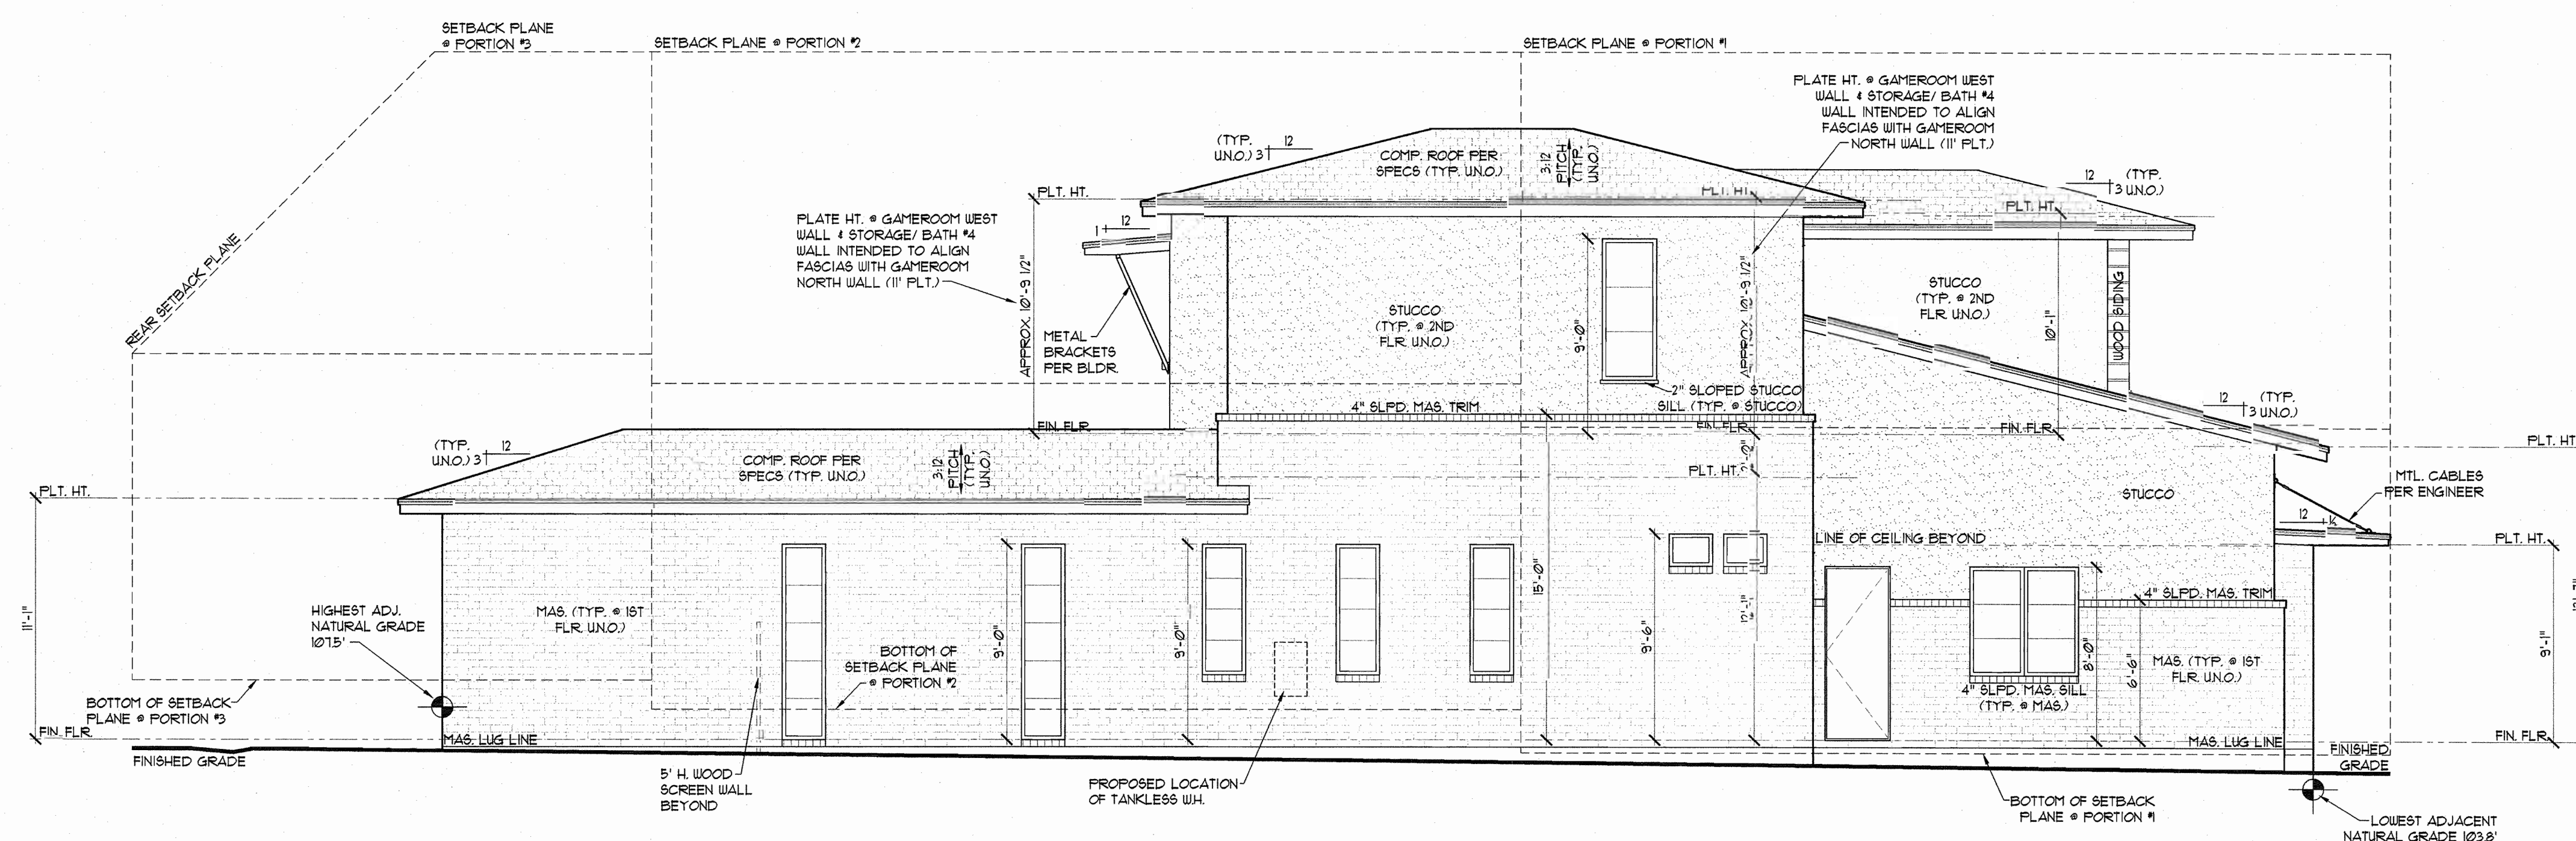 SETBACK PLANE
@ PORTION #3
SETBACK PLANE @ PORTION #2
SETBACK PLANE @ PORTION #1
PLATE HT. @ GAMEROOM WEST
WALL & STORAGE/ BATH #4
WALL INTENDED TO ALIGN
FASCIAS WITH GAMEROOM
NORTH WALL (11' PLT.)
(TYP.
U.N.O.) 3
12
COMP. ROOF PER
SPECS (TYP. U.N.O.)
3:12
PITCH
(TYP.
U.N.O.)
12
(TYP.
3 U.N.O.)
PLT. HT.
PLT. HT.
PLT. HT.
PLATE HT. @ GAMEROOM WEST
WALL & STORAGE/ BATH #4
WALL INTENDED TO ALIGN
FASCIAS WITH GAMEROOM
NORTH WALL (11' PLT.)
12
1
REAR SETBACK PLANE
APPROX. 10'-9 1/2"
METAL
BRACKETS
PER BLDR.
STUCCO
(TYP. @ 2ND
FLR. U.N.O.)
9'-0"
APPROX. 10'-9 1/2"
STUCCO
(TYP. @ 2ND
FLR. U.N.O.)
10'-1"
WOOD SIDING
2" SLOPED STUCCO
SILL (TYP. @ STUCCO)
4" SLPD. MAS. TRIM
12
(TYP.
3 U.N.O.)
FIN. FLR.
FIN. FLR.
FIN. FLR.
(TYP.
U.N.O.) 3
12
COMP. ROOF PER
SPECS (TYP. U.N.O.)
3:12
PITCH
(TYP.
U.N.O.)
2'-0"
PLT. HT.
PLT. HT.
PLT. HT.
STUCCO
MTL. CABLES
PER ENGINEER
12
1/4
LINE OF CEILING BEYOND
PLT. HT.
11'-1"
HIGHEST ADJ.
NATURAL GRADE
107.5'
MAS. (TYP. @ 1ST
FLR. U.N.O.)
BOTTOM OF
SETBACK PLANE
@ PORTION #2
9'-0"
9'-0"
15'-0"
9'-6"
12'-1"
4" SLPD. MAS. TRIM
8'-0"
6'-6"
MAS. (TYP. @ 1ST
FLR. U.N.O.)
4" SLPD. MAS. SILL
(TYP. @ MAS.)
9'-1"
BOTTOM OF SETBACK
PLANE @ PORTION #3
FIN. FLR.
MAS. LUG LINE
MAS. LUG LINE
FIN. FLR.
FINISHED GRADE
FINISHED
GRADE
5' H. WOOD
SCREEN WALL
BEYOND
PROPOSED LOCATION
OF TANKLESS W.H.
BOTTOM OF SETBACK
PLANE @ PORTION #1
LOWEST ADJACENT
NATURAL GRADE 103.8'